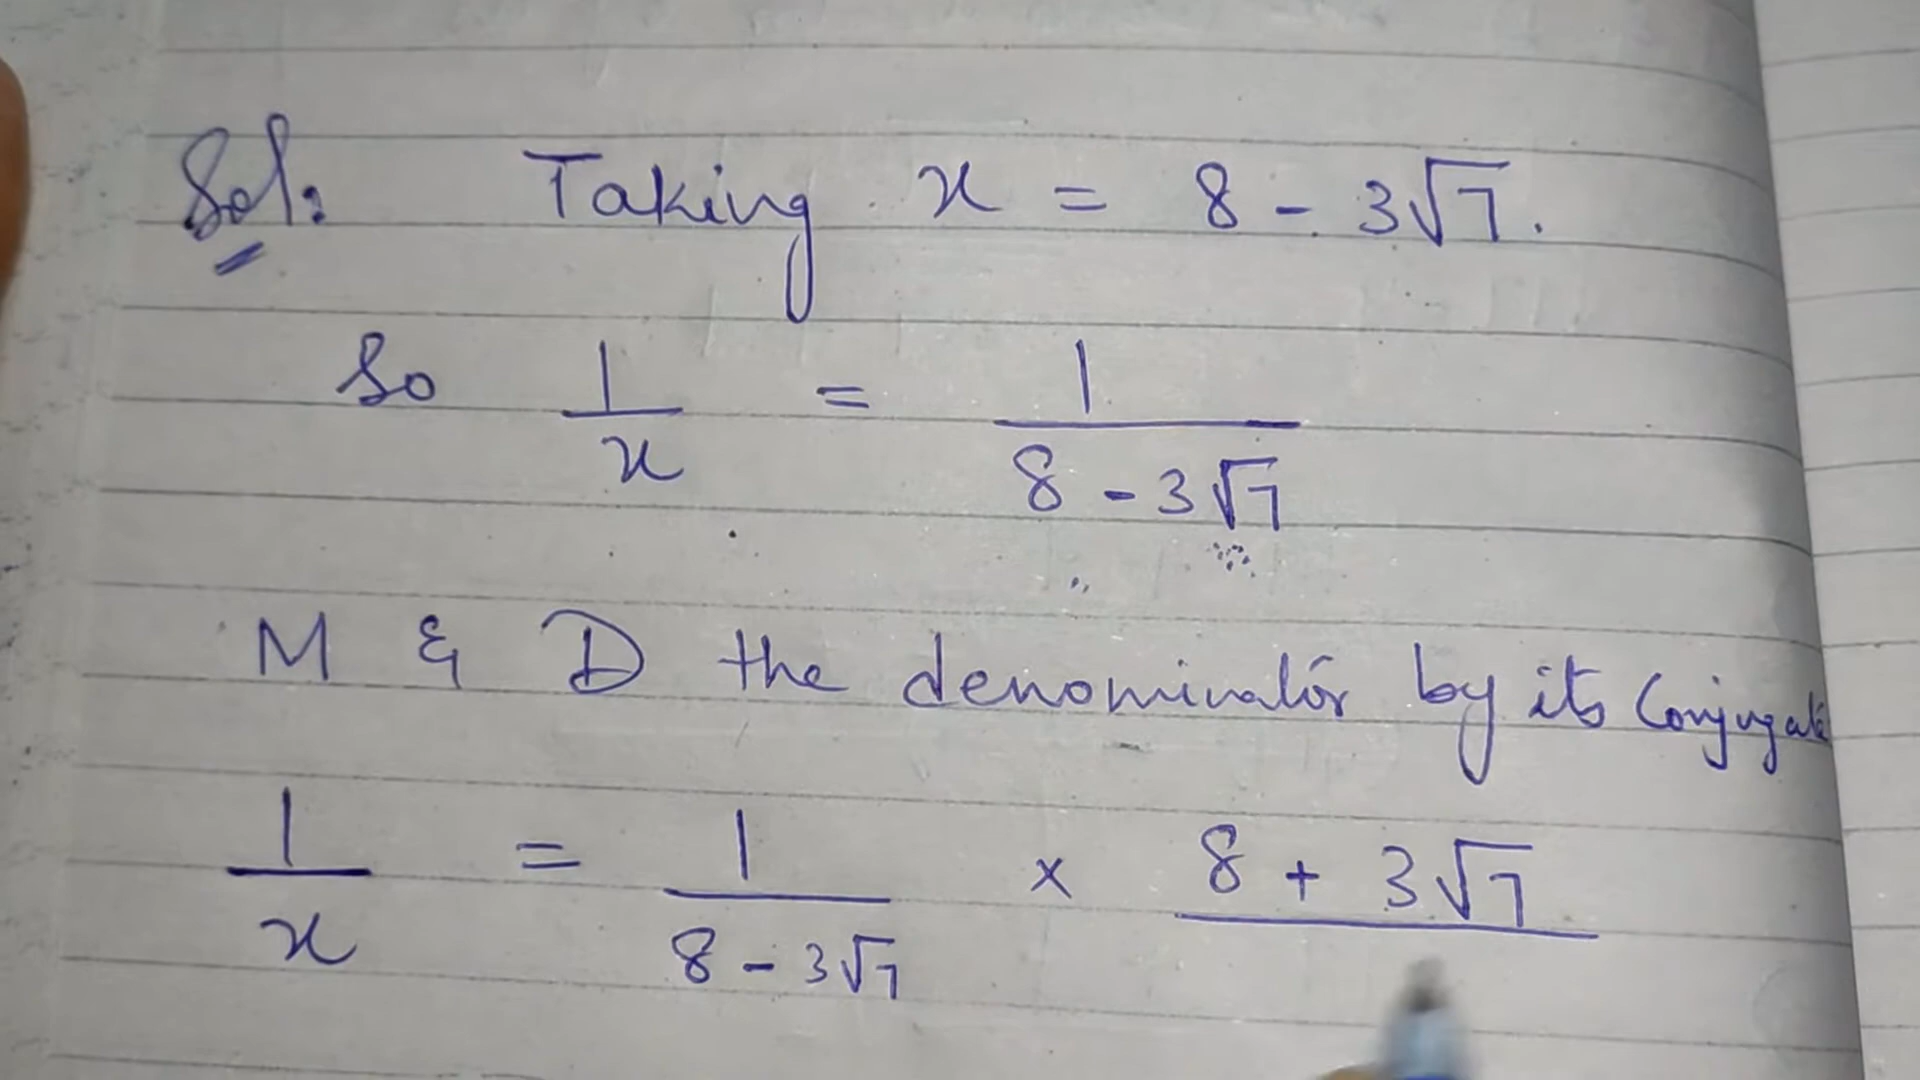 Sol: Taking x = 8 - 3√7.
So 1/x = 1/(8 - 3√7)
M & D the denominator by its Conjugate
1/x = 1/(8 - 3√7) × (8 + 3√7)/